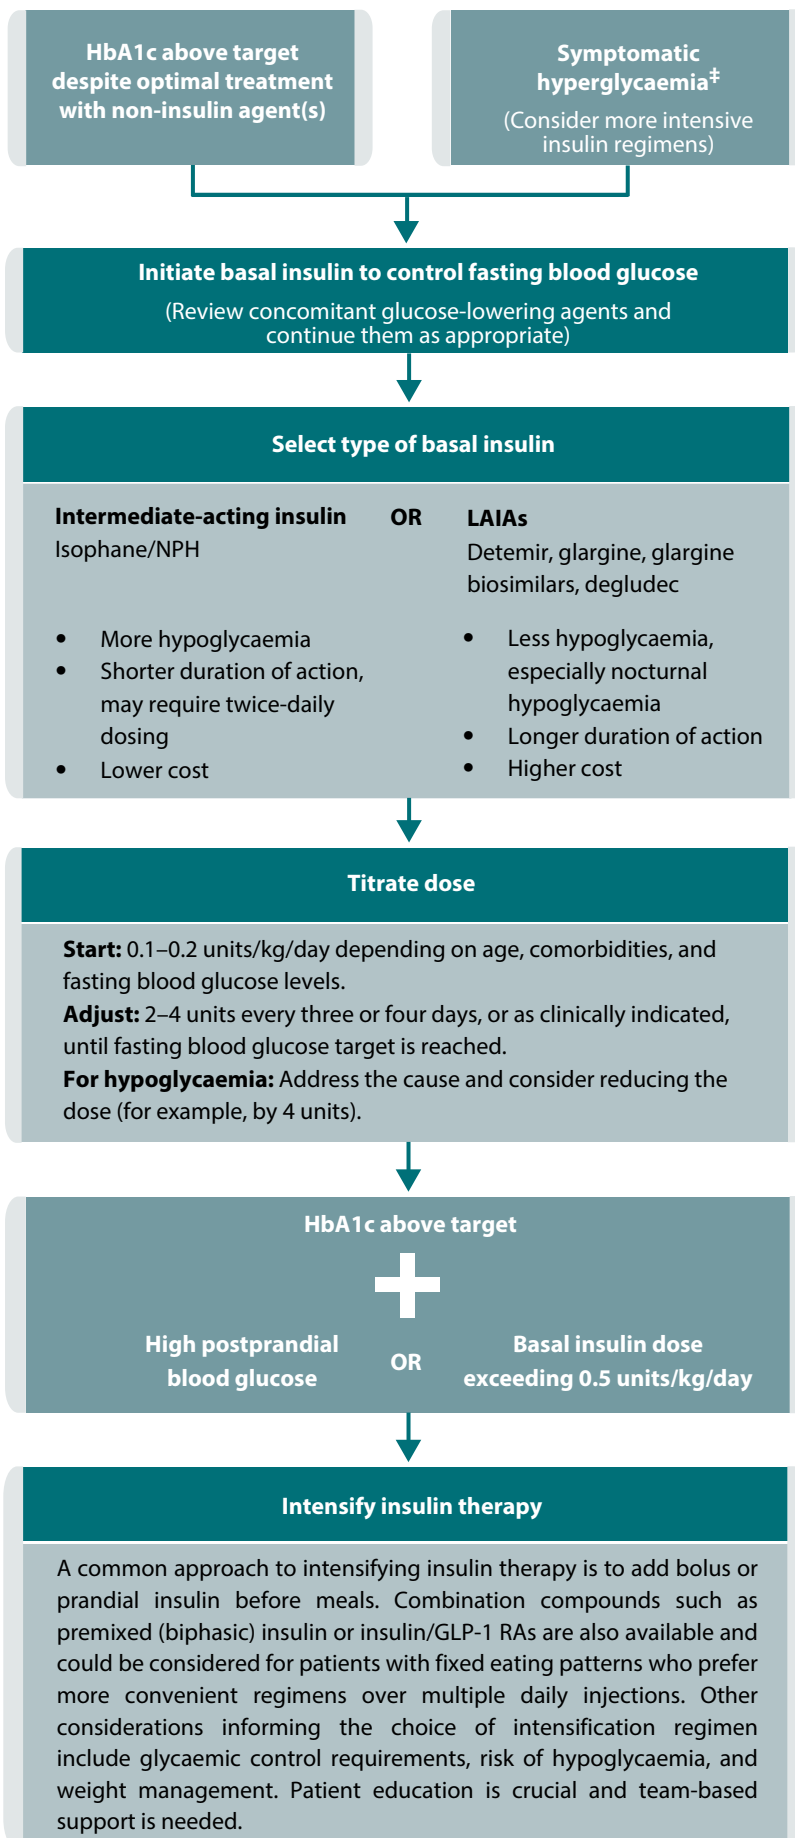 HbA1c above target
despite optimal treatment
with non-insulin agent(s)
Symptomatic
hyperglycaemia‡
(Consider more intensive
insulin regimens)
Initiate basal insulin to control fasting blood glucose
(Review concomitant glucose-lowering agents and
continue them as appropriate)
Select type of basal insulin
Intermediate-acting insulin
Isophane/NPH
• More hypoglycaemia
• Shorter duration of action,
may require twice-daily
dosing
• Lower cost
OR
LAIAs
Detemir, glargine, glargine
biosimilars, degludec
• Less hypoglycaemia,
especially nocturnal
hypoglycaemia
• Longer duration of action
• Higher cost
Titrate dose
Start: 0.1–0.2 units/kg/day depending on age, comorbidities, and
fasting blood glucose levels.
Adjust: 2–4 units every three or four days, or as clinically indicated,
until fasting blood glucose target is reached.
For hypoglycaemia: Address the cause and consider reducing the
dose (for example, by 4 units).
HbA1c above target
High postprandial
blood glucose
OR
Basal insulin dose
exceeding 0.5 units/kg/day
Intensify insulin therapy
A common approach to intensifying insulin therapy is to add bolus or
prandial insulin before meals. Combination compounds such as
premixed (biphasic) insulin or insulin/GLP-1 RAs are also available and
could be considered for patients with fixed eating patterns who prefer
more convenient regimens over multiple daily injections. Other
considerations informing the choice of intensification regimen
include glycaemic control requirements, risk of hypoglycaemia, and
weight management. Patient education is crucial and team-based
support is needed.